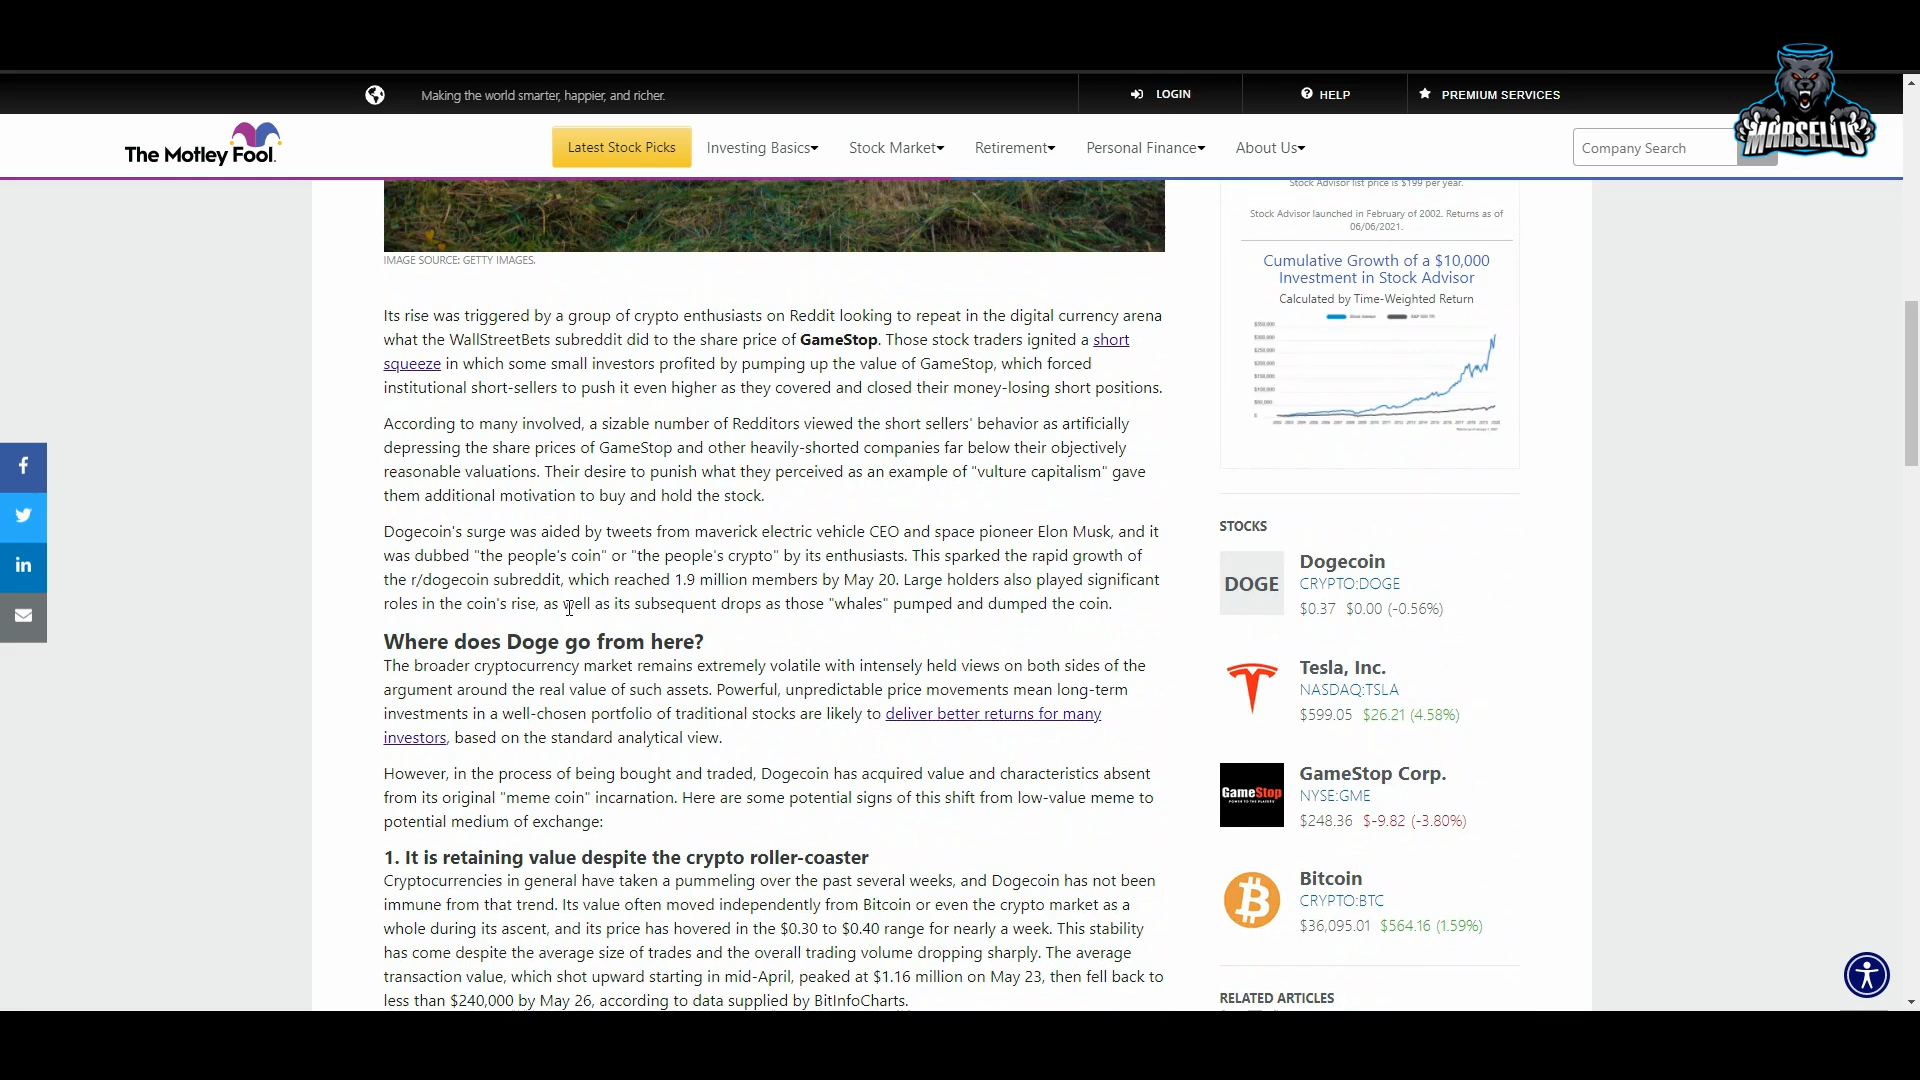 Making the world smarter, happier, and richer.
LOGIN
HELP
PREMIUM SERVICES
MARSELLIS
The Motley Fool.
Latest Stock Picks
Investing Basics
Stock Market
Retirement
Personal Finance
About Us
Company Search
IMAGE SOURCE: GETTY IMAGES.
Its rise was triggered by a group of crypto enthusiasts on Reddit looking to repeat in the digital currency arena
what the WallStreetBets subreddit did to the share price of GameStop. Those stock traders ignited a short
squeeze in which some small investors profited by pumping up the value of GameStop, which forced
institutional short-sellers to push it even higher as they covered and closed their money-losing short positions.
According to many involved, a sizable number of Redditors viewed the short sellers' behavior as artificially
depressing the share prices of GameStop and other heavily-shorted companies far below their objectively
reasonable valuations. Their desire to punish what they perceived as an example of "vulture capitalism" gave
them additional motivation to buy and hold the stock.
Dogecoin's surge was aided by tweets from maverick electric vehicle CEO and space pioneer Elon Musk, and it
was dubbed "the people's coin" or "the people's crypto" by its enthusiasts. This sparked the rapid growth of
the r/dogecoin subreddit, which reached 1.9 million members by May 20. Large holders also played significant
roles in the coin's rise, as well as its subsequent drops as those "whales" pumped and dumped the coin.
Where does Doge go from here?
The broader cryptocurrency market remains extremely volatile with intensely held views on both sides of the
argument around the real value of such assets. Powerful, unpredictable price movements mean long-term
investments in a well-chosen portfolio of traditional stocks are likely to deliver better returns for many
investors, based on the standard analytical view.
However, in the process of being bought and traded, Dogecoin has acquired value and characteristics absent
from its original "meme coin" incarnation. Here are some potential signs of this shift from low-value meme to
potential medium of exchange:
1. It is retaining value despite the crypto roller-coaster
Cryptocurrencies in general have taken a pummeling over the past several weeks, and Dogecoin has not been
immune from that trend. Its value often moved independently from Bitcoin or even the crypto market as a
whole during its ascent, and its price has hovered in the $0.30 to $0.40 range for nearly a week. This stability
has come despite the average size of trades and the overall trading volume dropping sharply. The average
transaction value, which shot upward starting in mid-April, peaked at $1.16 million on May 23, then fell back to
less than $240,000 by May 26, according to data supplied by BitInfoCharts.
Stock Advisor list price is $199 per year.
Stock Advisor launched in February of 2002. Returns as of
06/06/2021.
Cumulative Growth of a $10,000
Investment in Stock Advisor
Calculated by Time-Weighted Return
STOCKS
DOGE
Dogecoin
CRYPTO:DOGE
$0.37 $0.00 (-0.56%)
Tesla, Inc.
NASDAQ:TSLA
$599.05 $26.21 (4.58%)
GameStop
GameStop Corp.
NYSE:GME
$248.36 $-9.82 (-3.80%)
Bitcoin
CRYPTO:BTC
$36,095.01 $564.16 (1.59%)
RELATED ARTICLES